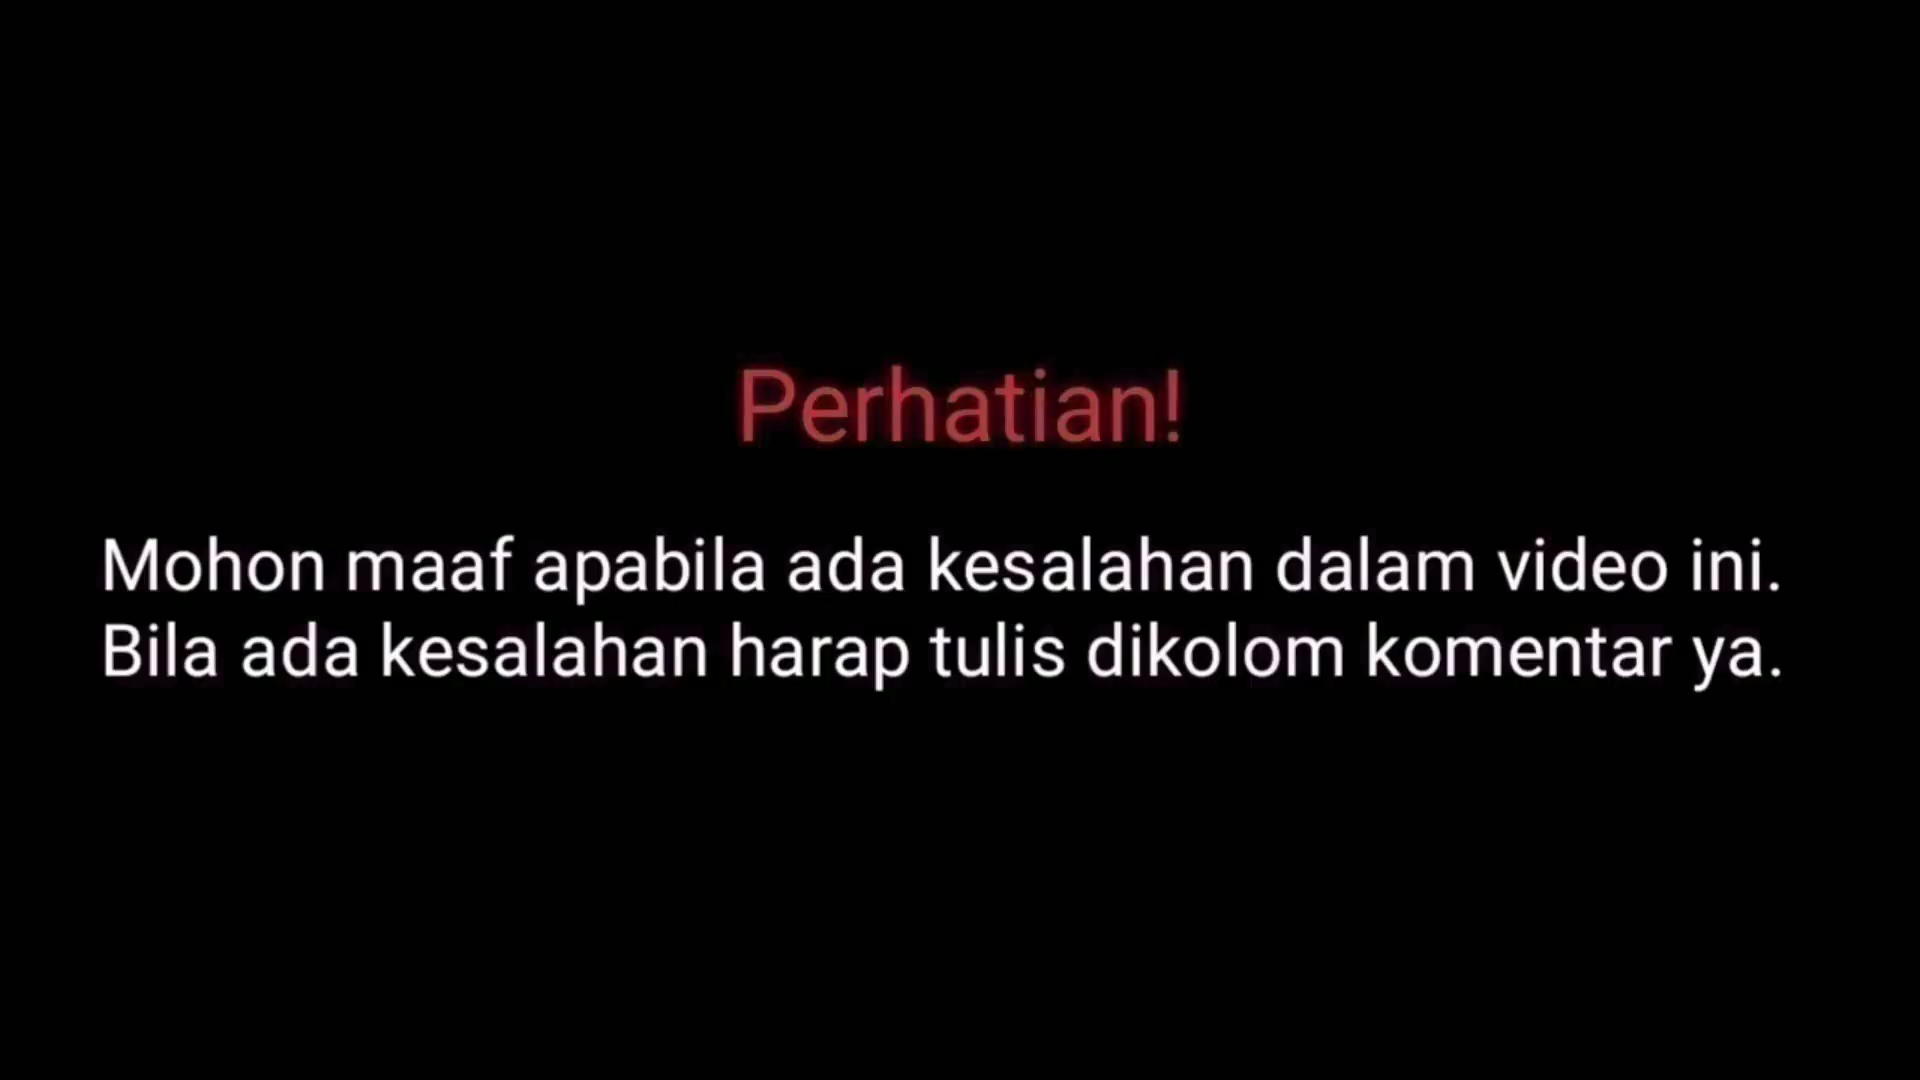 Perhatian!
Mohon maaf apabila ada kesalahan dalam video ini.
Bila ada kesalahan harap tulis dikolom komentar ya.